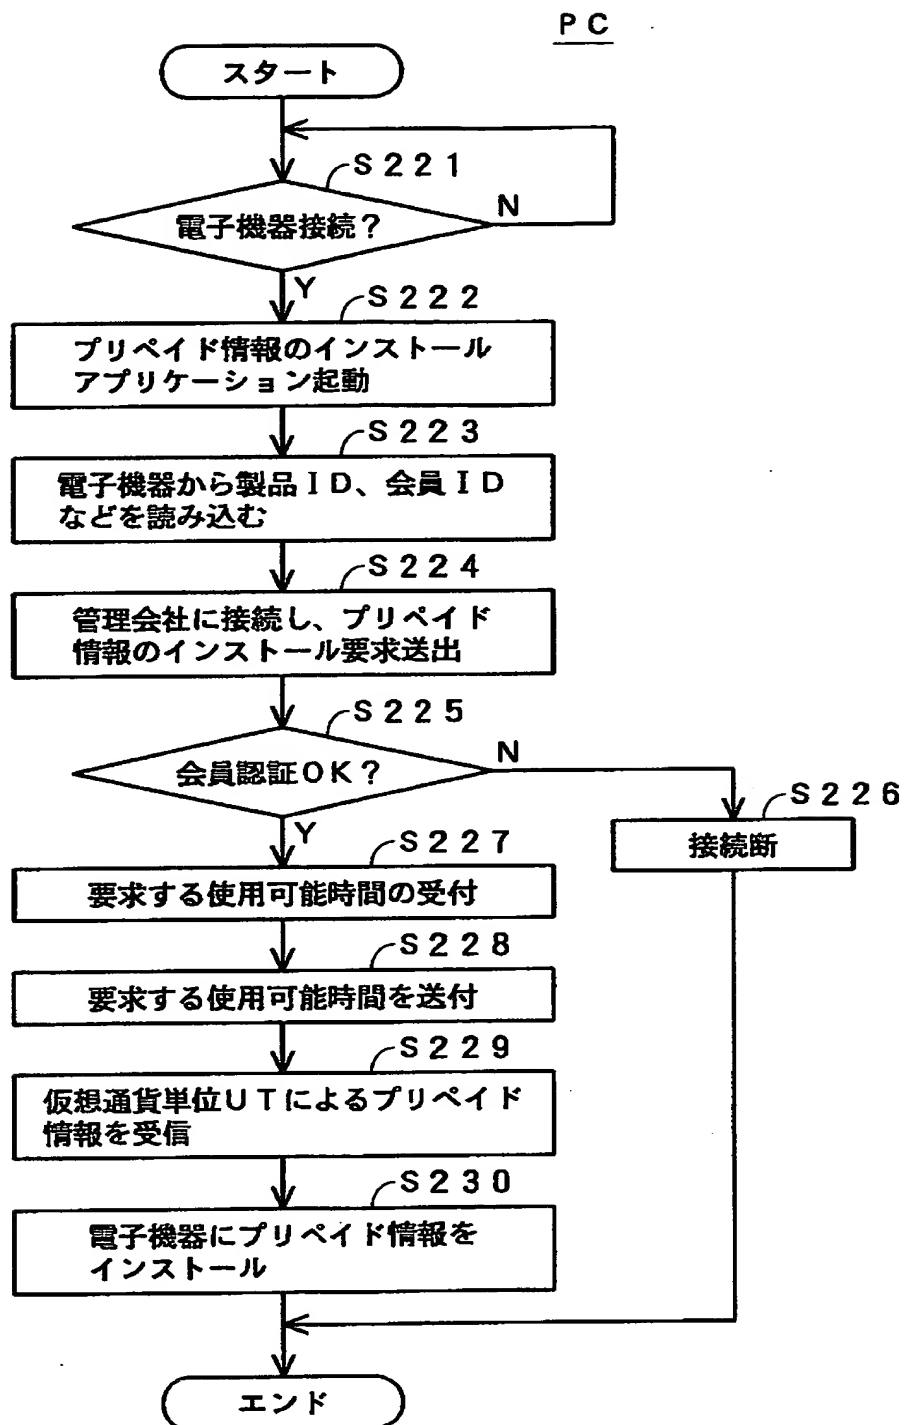 PC
スタート
S221
電子機器接続?
N
Y
S222
プリペイド情報のインストール
アプリケーション起動
S223
電子機器から製品ID、会員ID
などを読み込む
S224
管理会社に接続し、プリペイド
情報のインストール要求送出
S225
会員認証OK?
N
Y
S226
接続断
S227
要求する使用可能時間の受付
S228
要求する使用可能時間を送付
S229
仮想通貨単位UTによるプリペイド
情報を受信
S230
電子機器にプリペイド情報を
インストール
エンド